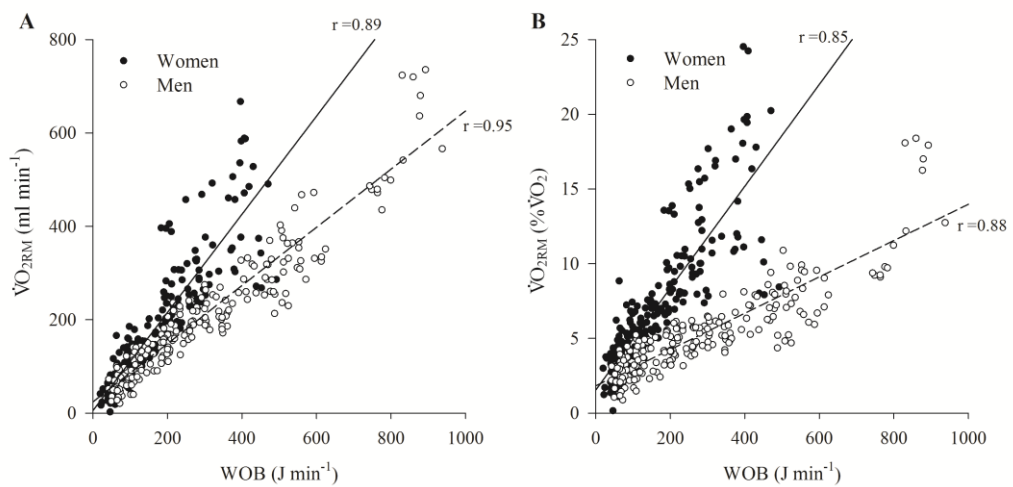 A
r =0.89
800
Women
Men
600
r =0.95
400
200
0
0 200 400 600 800 1000
V̇O₂RM (ml min⁻¹)
WOB (J min⁻¹)
B
r =0.85
25
Women
Men
20
15
r =0.88
10
5
0
0 200 400 600 800 1000
V̇O₂RM (%V̇O₂)
WOB (J min⁻¹)